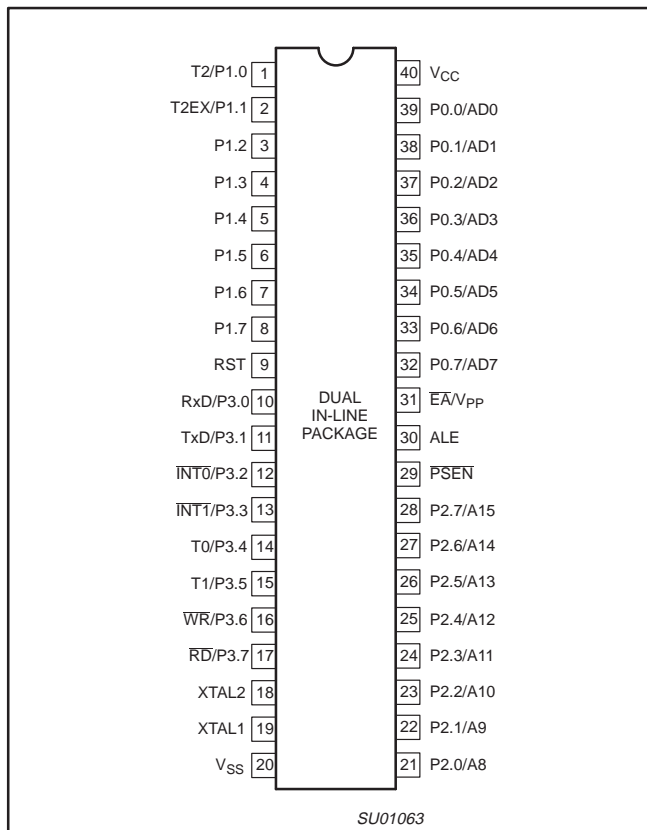 T2/P1.0 1
T2EX/P1.1 2
P1.2 3
P1.3 4
P1.4 5
P1.5 6
P1.6 7
P1.7 8
RST 9
RxD/P3.0 10
TxD/P3.1 11
I̅N̅T̅0̅/P3.2 12
I̅N̅T̅1̅/P3.3 13
T0/P3.4 14
T1/P3.5 15
W̅R̅/P3.6 16
R̅D̅/P3.7 17
XTAL2 18
XTAL1 19
VSS 20
DUAL
IN-LINE
PACKAGE
40 VCC
39 P0.0/AD0
38 P0.1/AD1
37 P0.2/AD2
36 P0.3/AD3
35 P0.4/AD4
34 P0.5/AD5
33 P0.6/AD6
32 P0.7/AD7
31 E̅A̅/VPP
30 ALE
29 P̅S̅E̅N̅
28 P2.7/A15
27 P2.6/A14
26 P2.5/A13
25 P2.4/A12
24 P2.3/A11
23 P2.2/A10
22 P2.1/A9
21 P2.0/A8
SU01063